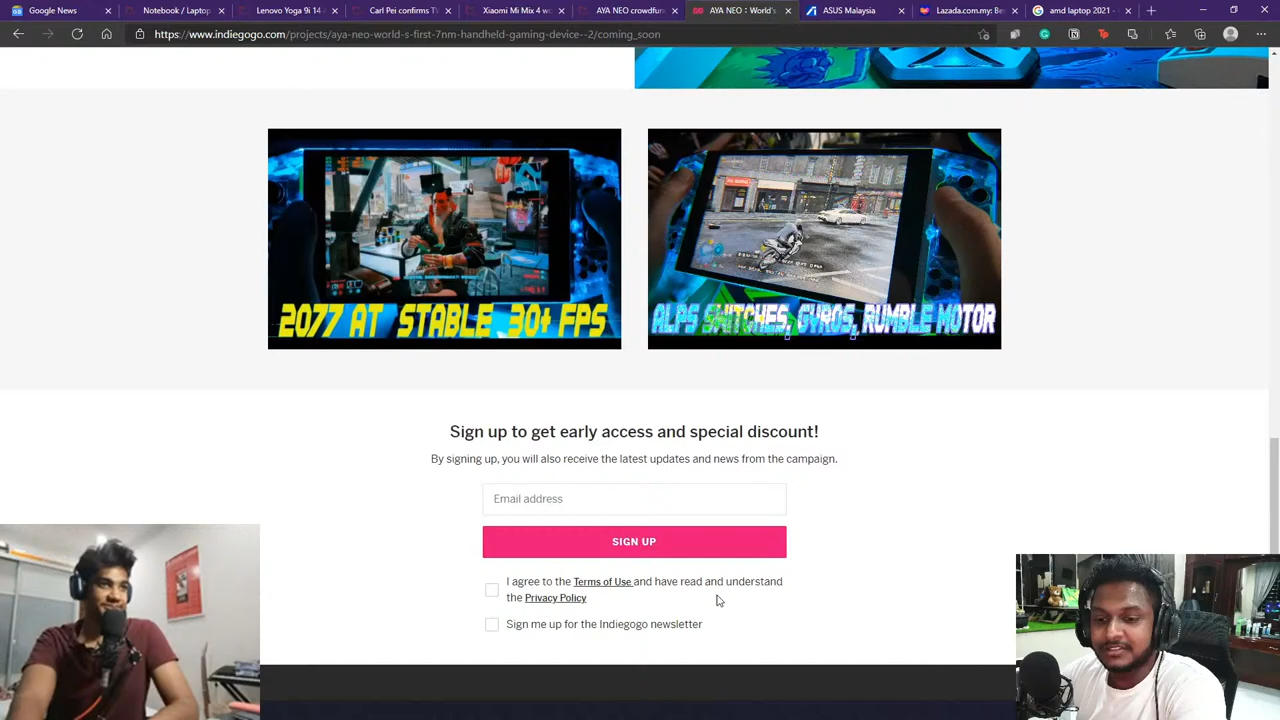 Google News
Notebook / Laptop
Lenovo Yoga 9i 14
Carl Pei confirms TV
Xiaomi Mi Mix 4 wo
AYA NEO crowdfun
AYA NEO : World's
ASUS Malaysia
Lazada.com.my: Be
amd laptop 2021 -
https://www.indiegogo.com/projects/aya-neo-world-s-first-7nm-handheld-gaming-device--2/coming_soon
2077 AT STABLE 30+ FPS
ALPS SWITCHES, GYROS, RUMBLE MOTOR
Sign up to get early access and special discount!
By signing up, you will also receive the latest updates and news from the campaign.
Email address
SIGN UP
I agree to the Terms of Use and have read and understand
the Privacy Policy
Sign me up for the Indiegogo newsletter